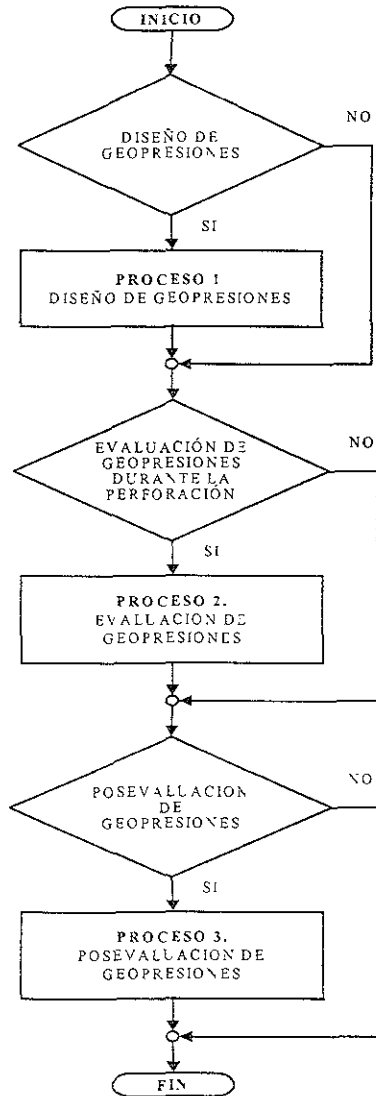 INICIO
DISEÑO DE
GEOPRESIONES
NO
SI
PROCESO 1
DISEÑO DE GEOPRESIONES
EVALUACIÓN DE
GEOPRESIONES
DURANTE LA
PERFORACIÓN
NO
SI
PROCESO 2.
EVALUACION DE
GEOPRESIONES
POSEVALUACION
DE
GEOPRESIONES
NO
SI
PROCESO 3.
POSEVALUACION DE
GEOPRESIONES
FIN